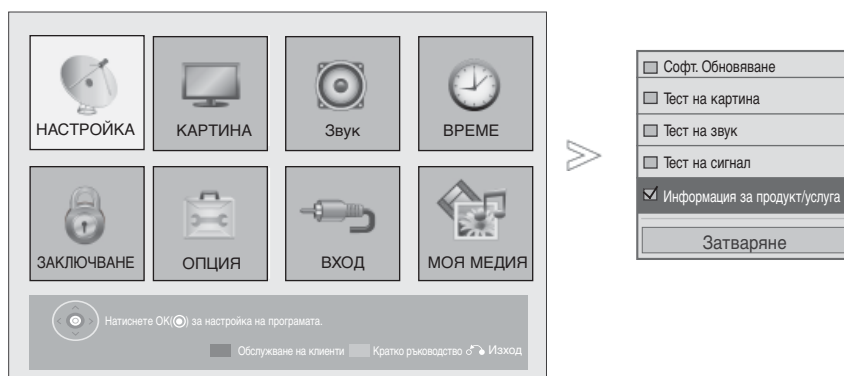 НАСТРОЙКА
КАРТИНА
Звук
ВРЕМЕ
ЗАКЛЮЧВАНЕ
ОПЦИЯ
ВХОД
МОЯ МЕДИЯ
Натиснете ОК(◉) за настройка на програмата.
Обслужване на клиенти Кратко ръководство Изход
Софт. Обновяване
Тест на картина
Тест на звук
Тест на сигнал
Информация за продукт/услуга
Затваряне